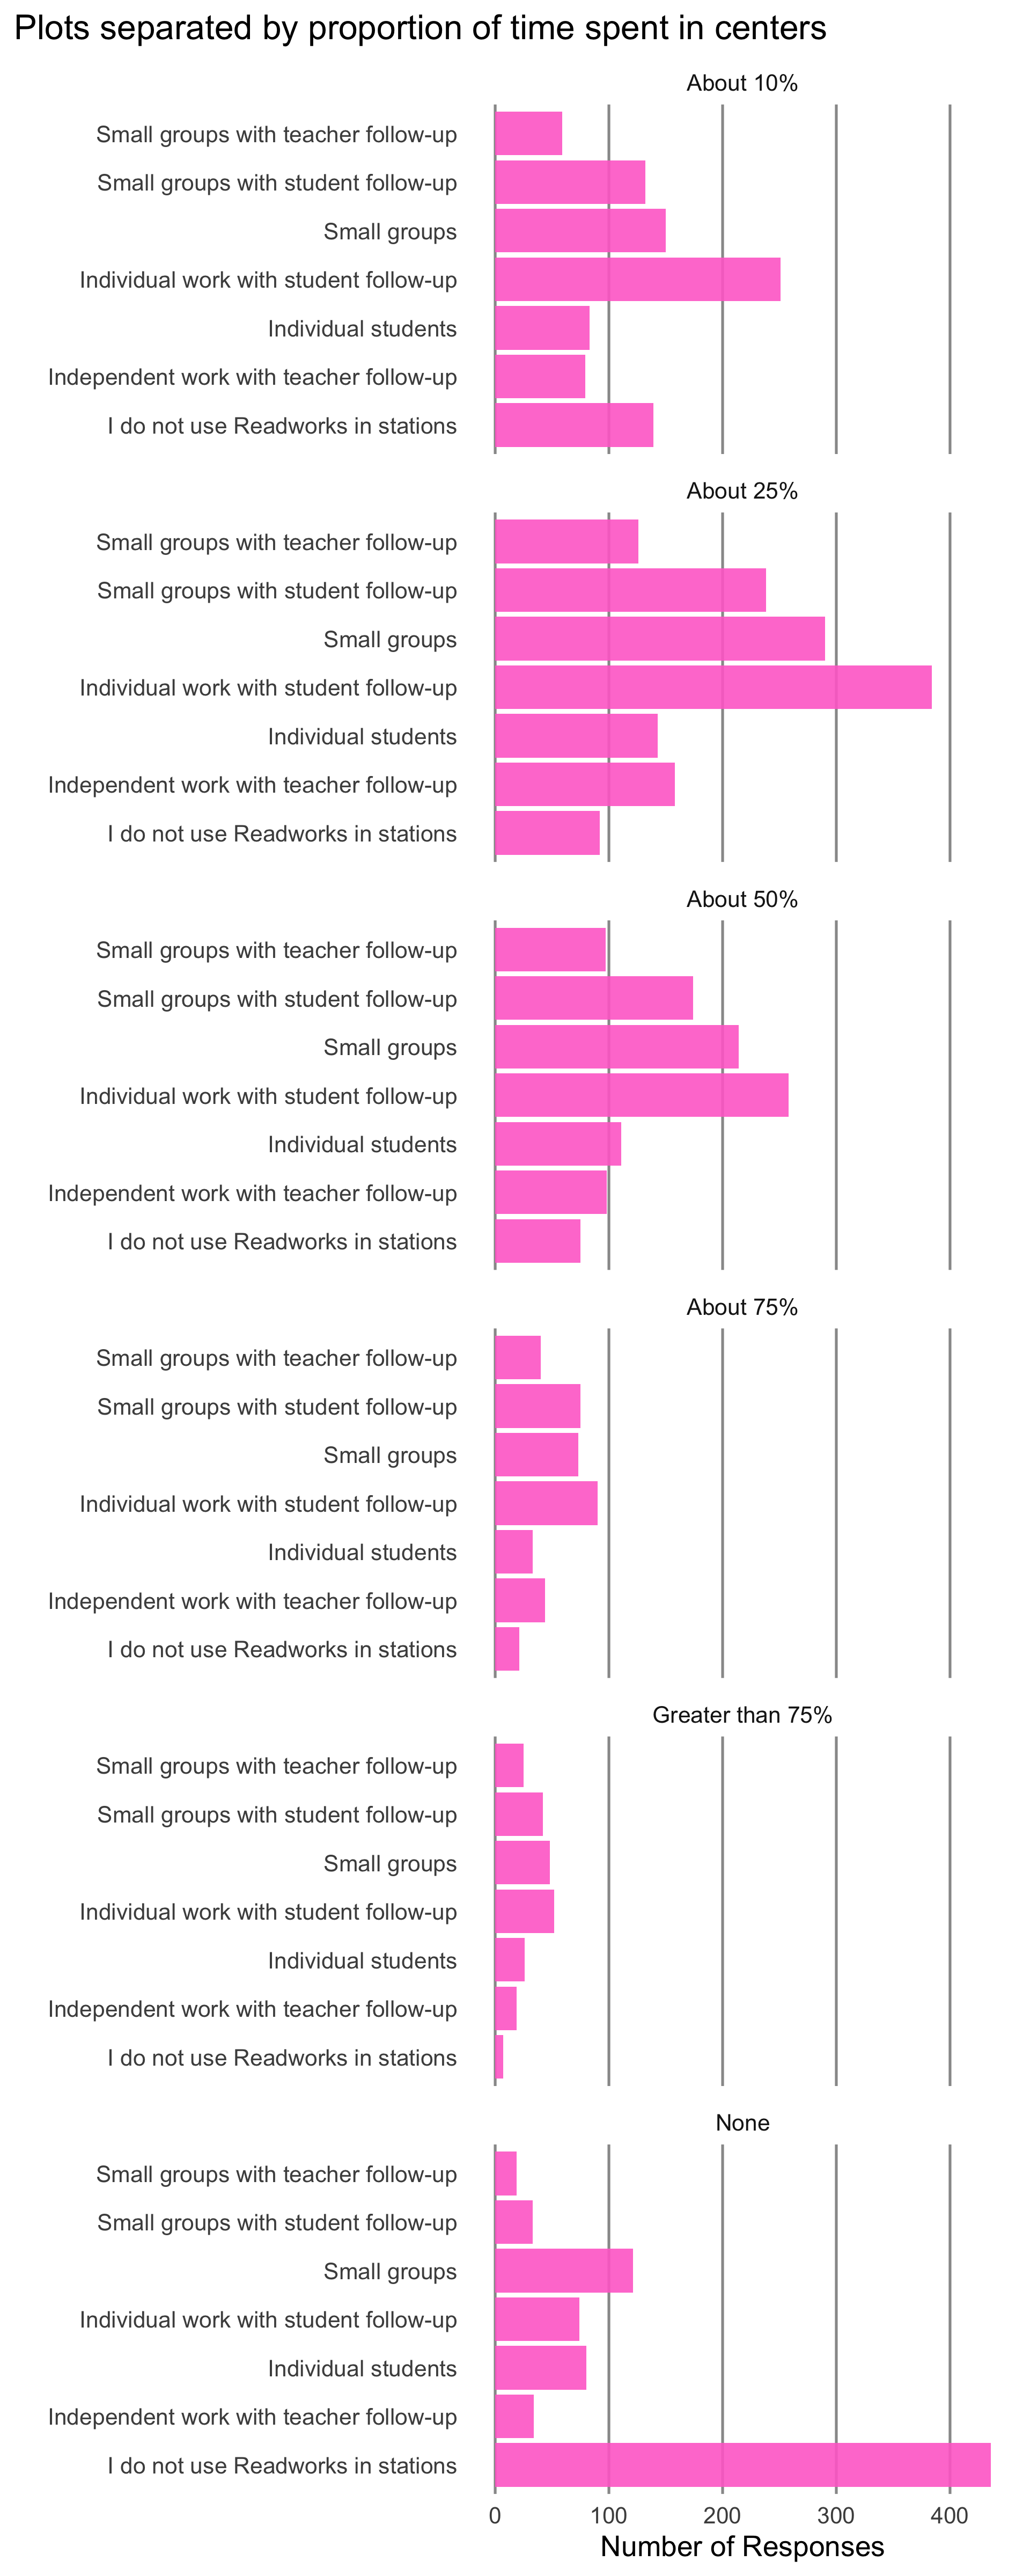 Plots separated by proportion of time spent in centers
About 10%
Small groups with teacher follow-up
Small groups with student follow-up
Small groups
Individual work with student follow-up
Individual students
Independent work with teacher follow-up
I do not use Readworks in stations
About 25%
Small groups with teacher follow-up
Small groups with student follow-up
Small groups
Individual work with student follow-up
Individual students
Independent work with teacher follow-up
I do not use Readworks in stations
About 50%
Small groups with teacher follow-up
Small groups with student follow-up
Small groups
Individual work with student follow-up
Individual students
Independent work with teacher follow-up
I do not use Readworks in stations
About 75%
Small groups with teacher follow-up
Small groups with student follow-up
Small groups
Individual work with student follow-up
Individual students
Independent work with teacher follow-up
I do not use Readworks in stations
Greater than 75%
Small groups with teacher follow-up
Small groups with student follow-up
Small groups
Individual work with student follow-up
Individual students
Independent work with teacher follow-up
I do not use Readworks in stations
None
Small groups with teacher follow-up
Small groups with student follow-up
Small groups
Individual work with student follow-up
Individual students
Independent work with teacher follow-up
I do not use Readworks in stations
0 100 200 300 400
Number of Responses